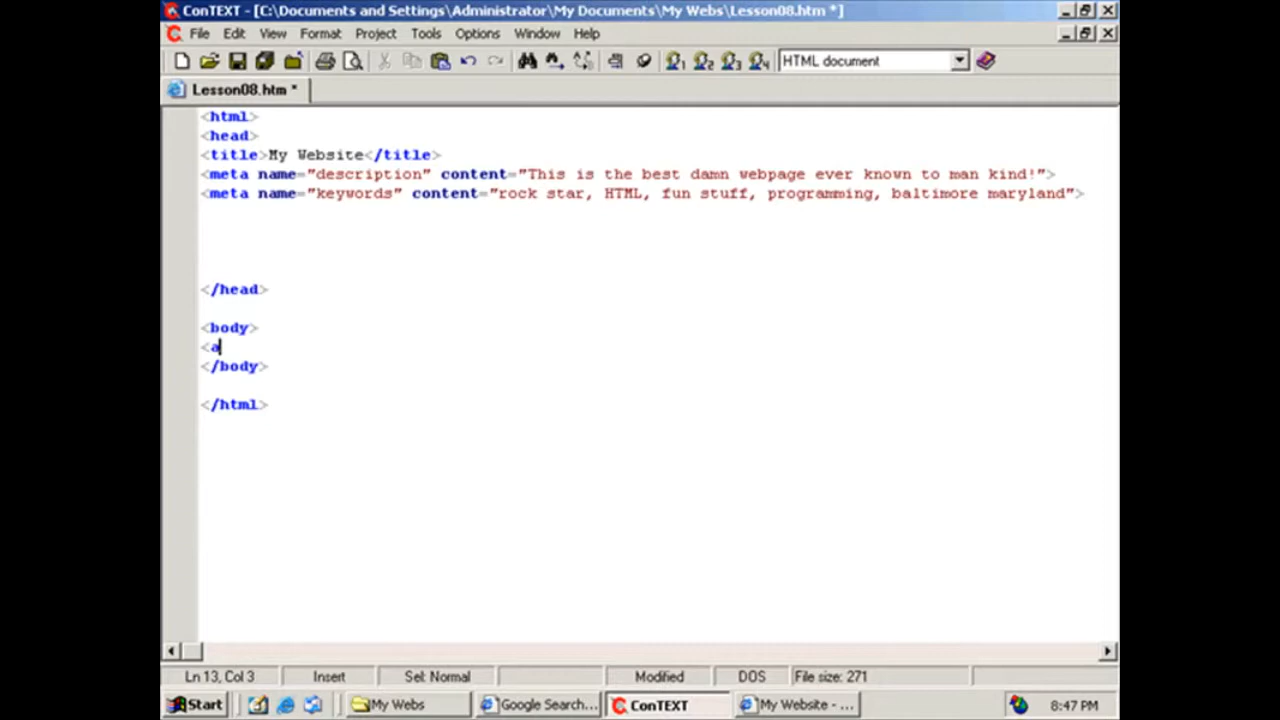 ConTEXT - [C:\Documents and Settings\Administrator\My Documents\My Webs\Lesson08.htm *]
File Edit View Format Project Tools Options Window Help
1 2 3 4 HTML document
Lesson08.htm *
<html>
<head>
<title>My Website</title>
<meta name="description" content="This is the best damn webpage ever known to man kind!">
<meta name="keywords" content="rock star, HTML, fun stuff, programming, baltimore maryland">
</head>
<body>
<a
</body>
</html>
Ln 13, Col 3 Insert Sel: Normal Modified DOS File size: 271
Start My Webs Google Search... ConTEXT My Website - ... 8:47 PM